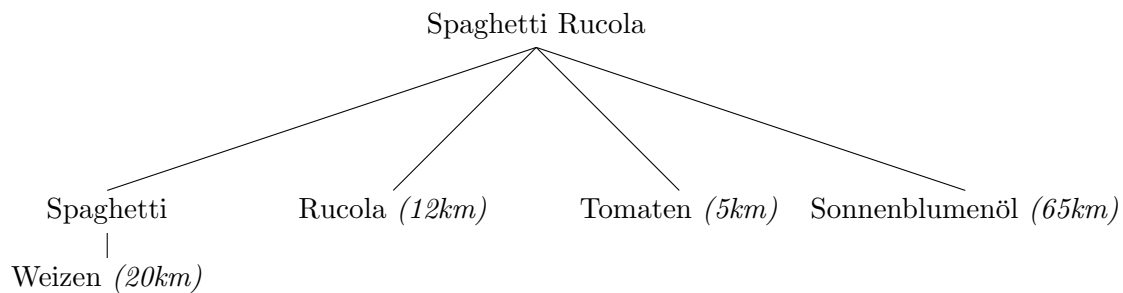 Spaghetti Rucola
Spaghetti
Rucola (12km)
Tomaten (5km)
Sonnenblumenöl (65km)
Weizen (20km)